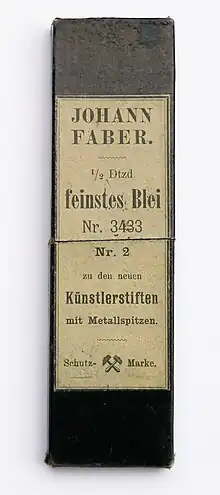 JOHANN
FABER.
1/2 Dtzd
feinstes Blei
Nr. 3433
Nr. 2
zu den neuen
Künstlerstiften
mit Metallspitzen.
Schutz- Marke.